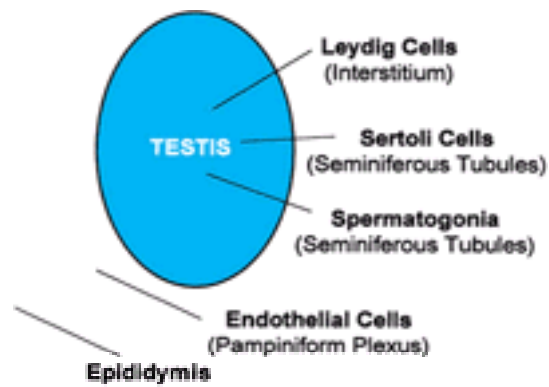 Leydig Cells
(Interstitium)
TESTIS
Sertoli Cells
(Seminiferous Tubules)
Spermatogonia
(Seminiferous Tubules)
Endothelial Cells
(Pampiniform Plexus)
Epididymis